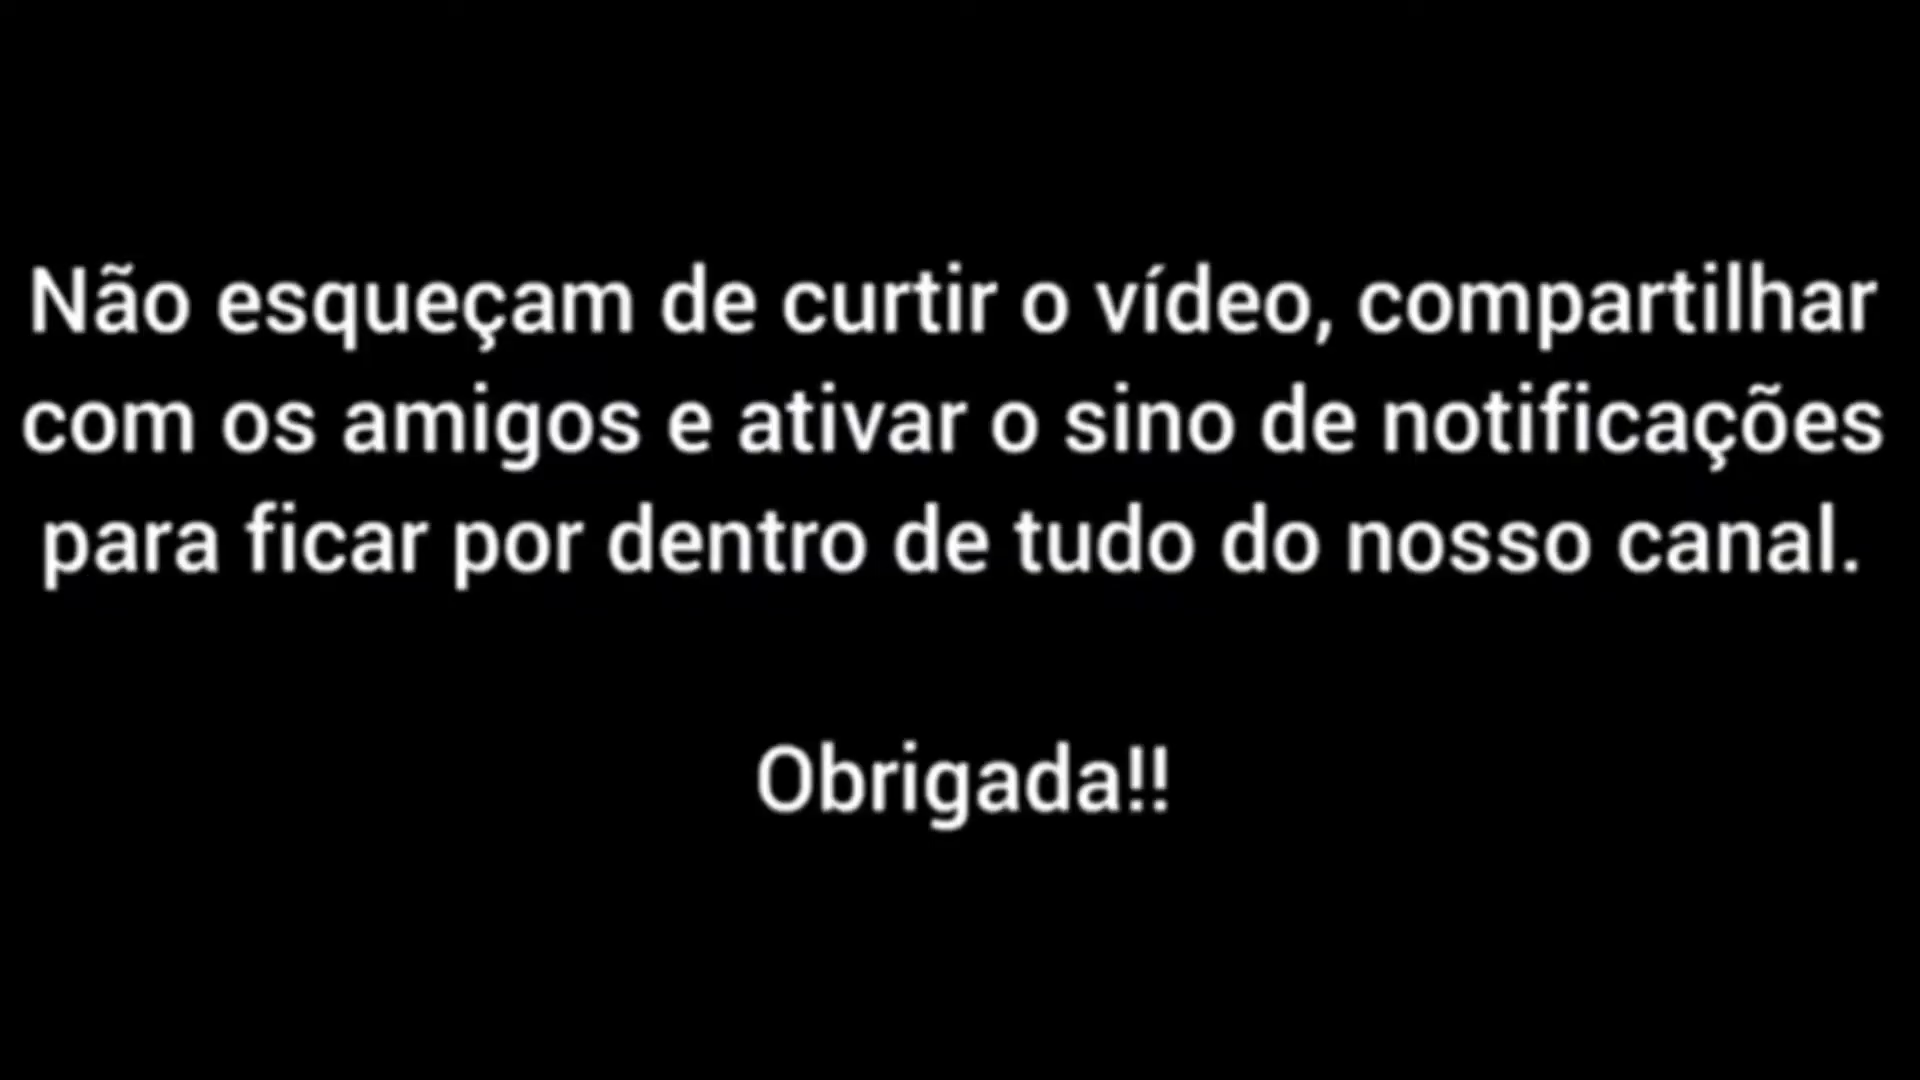 Não esqueçam de curtir o vídeo, compartilhar
com os amigos e ativar o sino de notificações
para ficar por dentro de tudo do nosso canal.
Obrigada!!